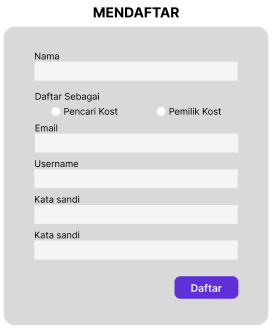 MENDAFTAR
Nama
Daftar Sebagai
Pencari Kost Pemilik Kost
Email
Username
Kata sandi
Kata sandi
Daftar